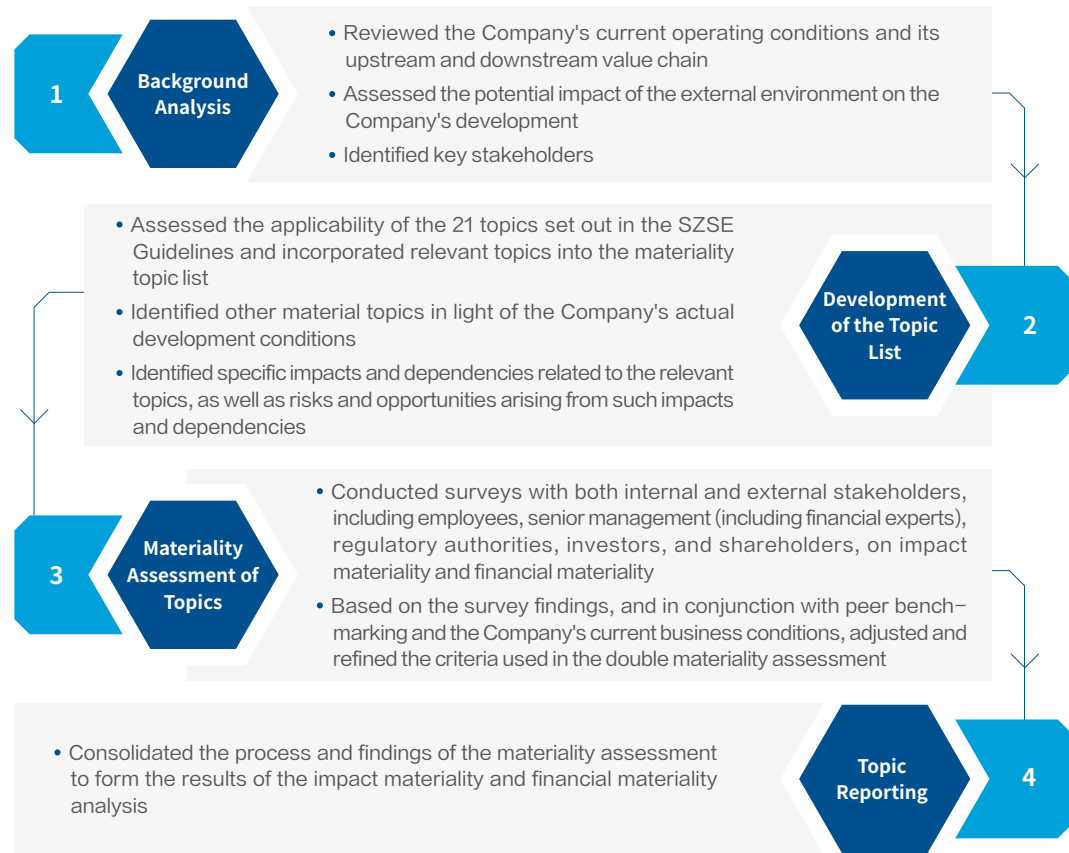 1
Background
Analysis
• Reviewed the Company's current operating conditions and its
upstream and downstream value chain
• Assessed the potential impact of the external environment on the
Company's development
• Identified key stakeholders
• Assessed the applicability of the 21 topics set out in the SZSE
Guidelines and incorporated relevant topics into the materiality
topic list
• Identified other material topics in light of the Company's actual
development conditions
• Identified specific impacts and dependencies related to the relevant
topics, as well as risks and opportunities arising from such impacts
and dependencies
Development
of the Topic
List
2
3
Materiality
Assessment of
Topics
• Conducted surveys with both internal and external stakeholders,
including employees, senior management (including financial experts),
regulatory authorities, investors, and shareholders, on impact
materiality and financial materiality
• Based on the survey findings, and in conjunction with peer bench-
marking and the Company's current business conditions, adjusted and
refined the criteria used in the double materiality assessment
• Consolidated the process and findings of the materiality assessment
to form the results of the impact materiality and financial materiality
analysis
Topic
Reporting
4